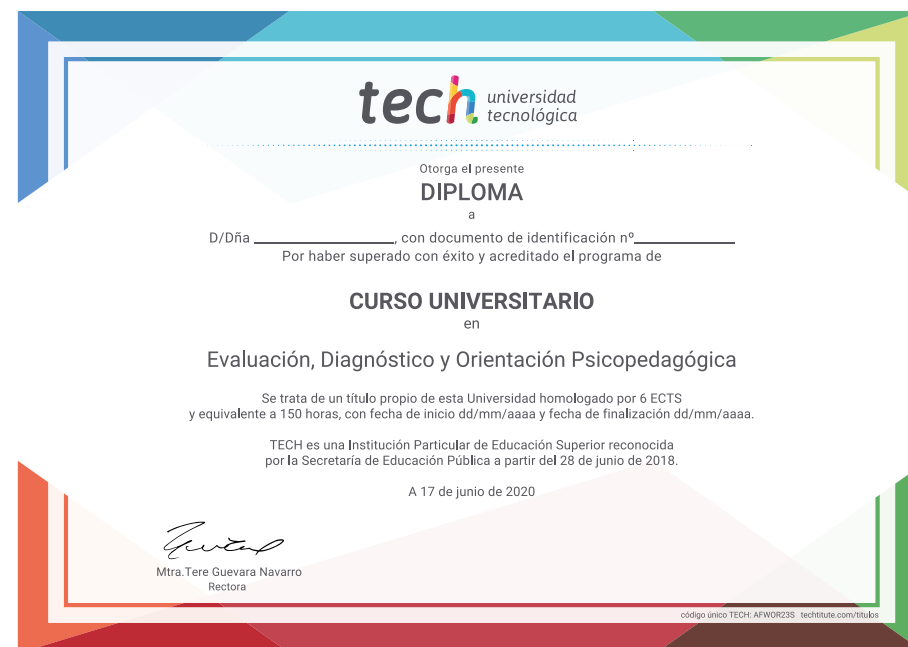 tech universidad
tecnológica
Otorga el presente
DIPLOMA
a
D/Dña ____________, con documento de identificación nº____________
Por haber superado con éxito y acreditado el programa de
CURSO UNIVERSITARIO
en
Evaluación, Diagnóstico y Orientación Psicopedagógica
Se trata de un título propio de esta Universidad homologado por 6 ECTS
y equivalente a 150 horas, con fecha de inicio dd/mm/aaaa y fecha de finalización dd/mm/aaaa.
TECH es una Institución Particular de Educación Superior reconocida
por la Secretaría de Educación Pública a partir del 28 de junio de 2018.
A 17 de junio de 2020
Mtra.Tere Guevara Navarro
Rectora
código único TECH: AFWOR23S techtitute.com/titulos